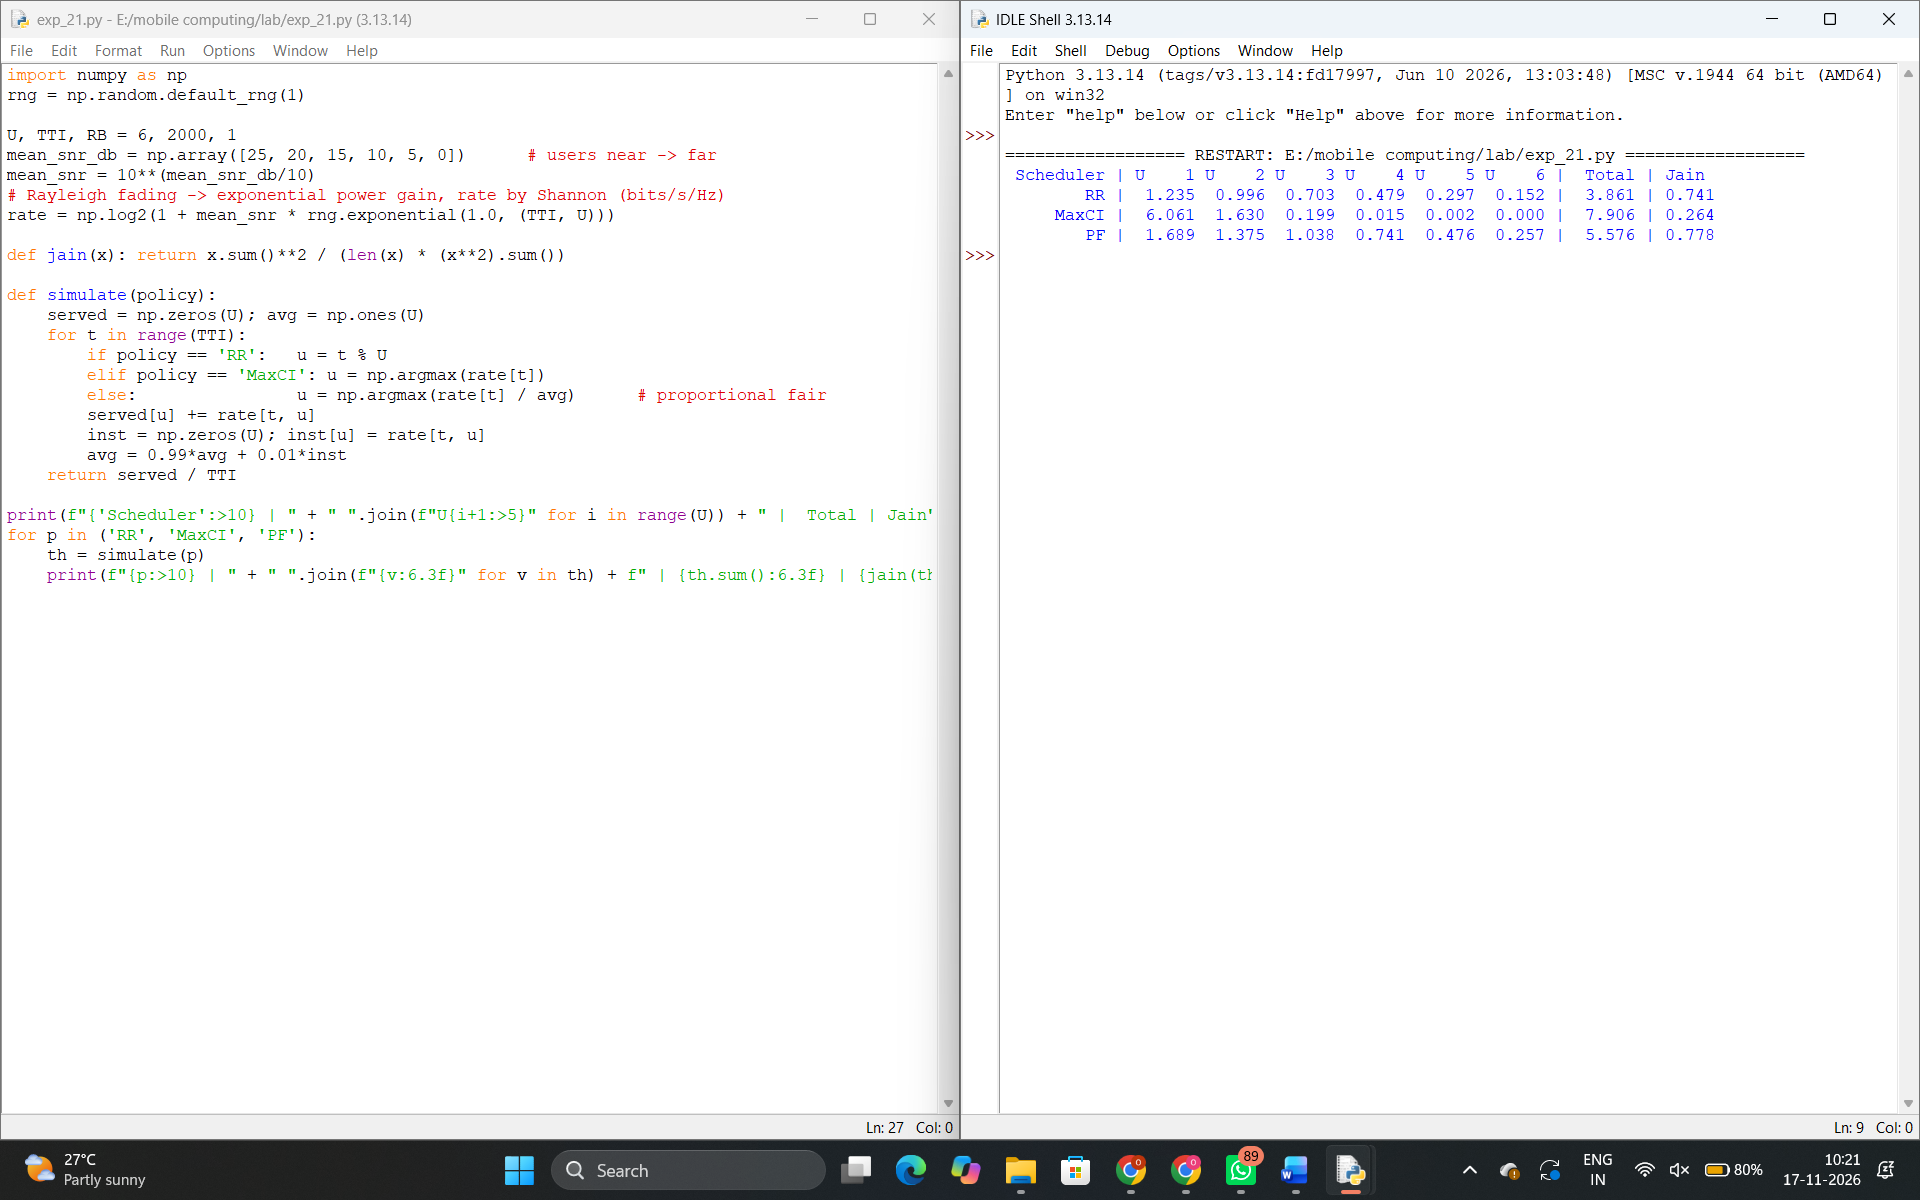 exp_21.py - E:/mobile computing/lab/exp_21.py (3.13.14)
File Edit Format Run Options Window Help
import numpy as np
rng = np.random.default_rng(1)

U, TTI, RB = 6, 2000, 1
mean_snr_db = np.array([25, 20, 15, 10, 5, 0])      # users near -> far
mean_snr = 10**(mean_snr_db/10)
# Rayleigh fading -> exponential power gain, rate by Shannon (bits/s/Hz)
rate = np.log2(1 + mean_snr * rng.exponential(1.0, (TTI, U)))

def jain(x): return x.sum()**2 / (len(x) * (x**2).sum())

def simulate(policy):
    served = np.zeros(U); avg = np.ones(U)
    for t in range(TTI):
        if policy == 'RR':   u = t % U
        elif policy == 'MaxCI': u = np.argmax(rate[t])
        else:                u = np.argmax(rate[t] / avg)      # proportional fair
        served[u] += rate[t, u]
        inst = np.zeros(U); inst[u] = rate[t, u]
        avg = 0.99*avg + 0.01*inst
    return served / TTI

print(f"{'Scheduler':>10} | " + " ".join(f"U{i+1:>5}" for i in range(U)) + " |  Total | Jain"
for p in ('RR', 'MaxCI', 'PF'):
    th = simulate(p)
    print(f"{p:>10} | " + " ".join(f"{v:6.3f}" for v in th) + f" | {th.sum():6.3f} | {jain(th
Ln: 27 Col: 0
IDLE Shell 3.13.14
File Edit Shell Debug Options Window Help
Python 3.13.14 (tags/v3.13.14:fd17997, Jun 10 2026, 13:03:48) [MSC v.1944 64 bit (AMD64)
] on win32
Enter "help" below or click "Help" above for more information.
>>>
================== RESTART: E:/mobile computing/lab/exp_21.py ==================
 Scheduler | U    1 U    2 U    3 U    4 U    5 U    6 |  Total | Jain
        RR |  1.235  0.996  0.703  0.479  0.297  0.152 |  3.861 | 0.741
     MaxCI |  6.061  1.630  0.199  0.015  0.002  0.000 |  7.906 | 0.264
        PF |  1.689  1.375  1.038  0.741  0.476  0.257 |  5.576 | 0.778
>>>
Ln: 9 Col: 0
27°C
Partly sunny
Search
89
ENG
IN
80%
10:21
17-11-2026